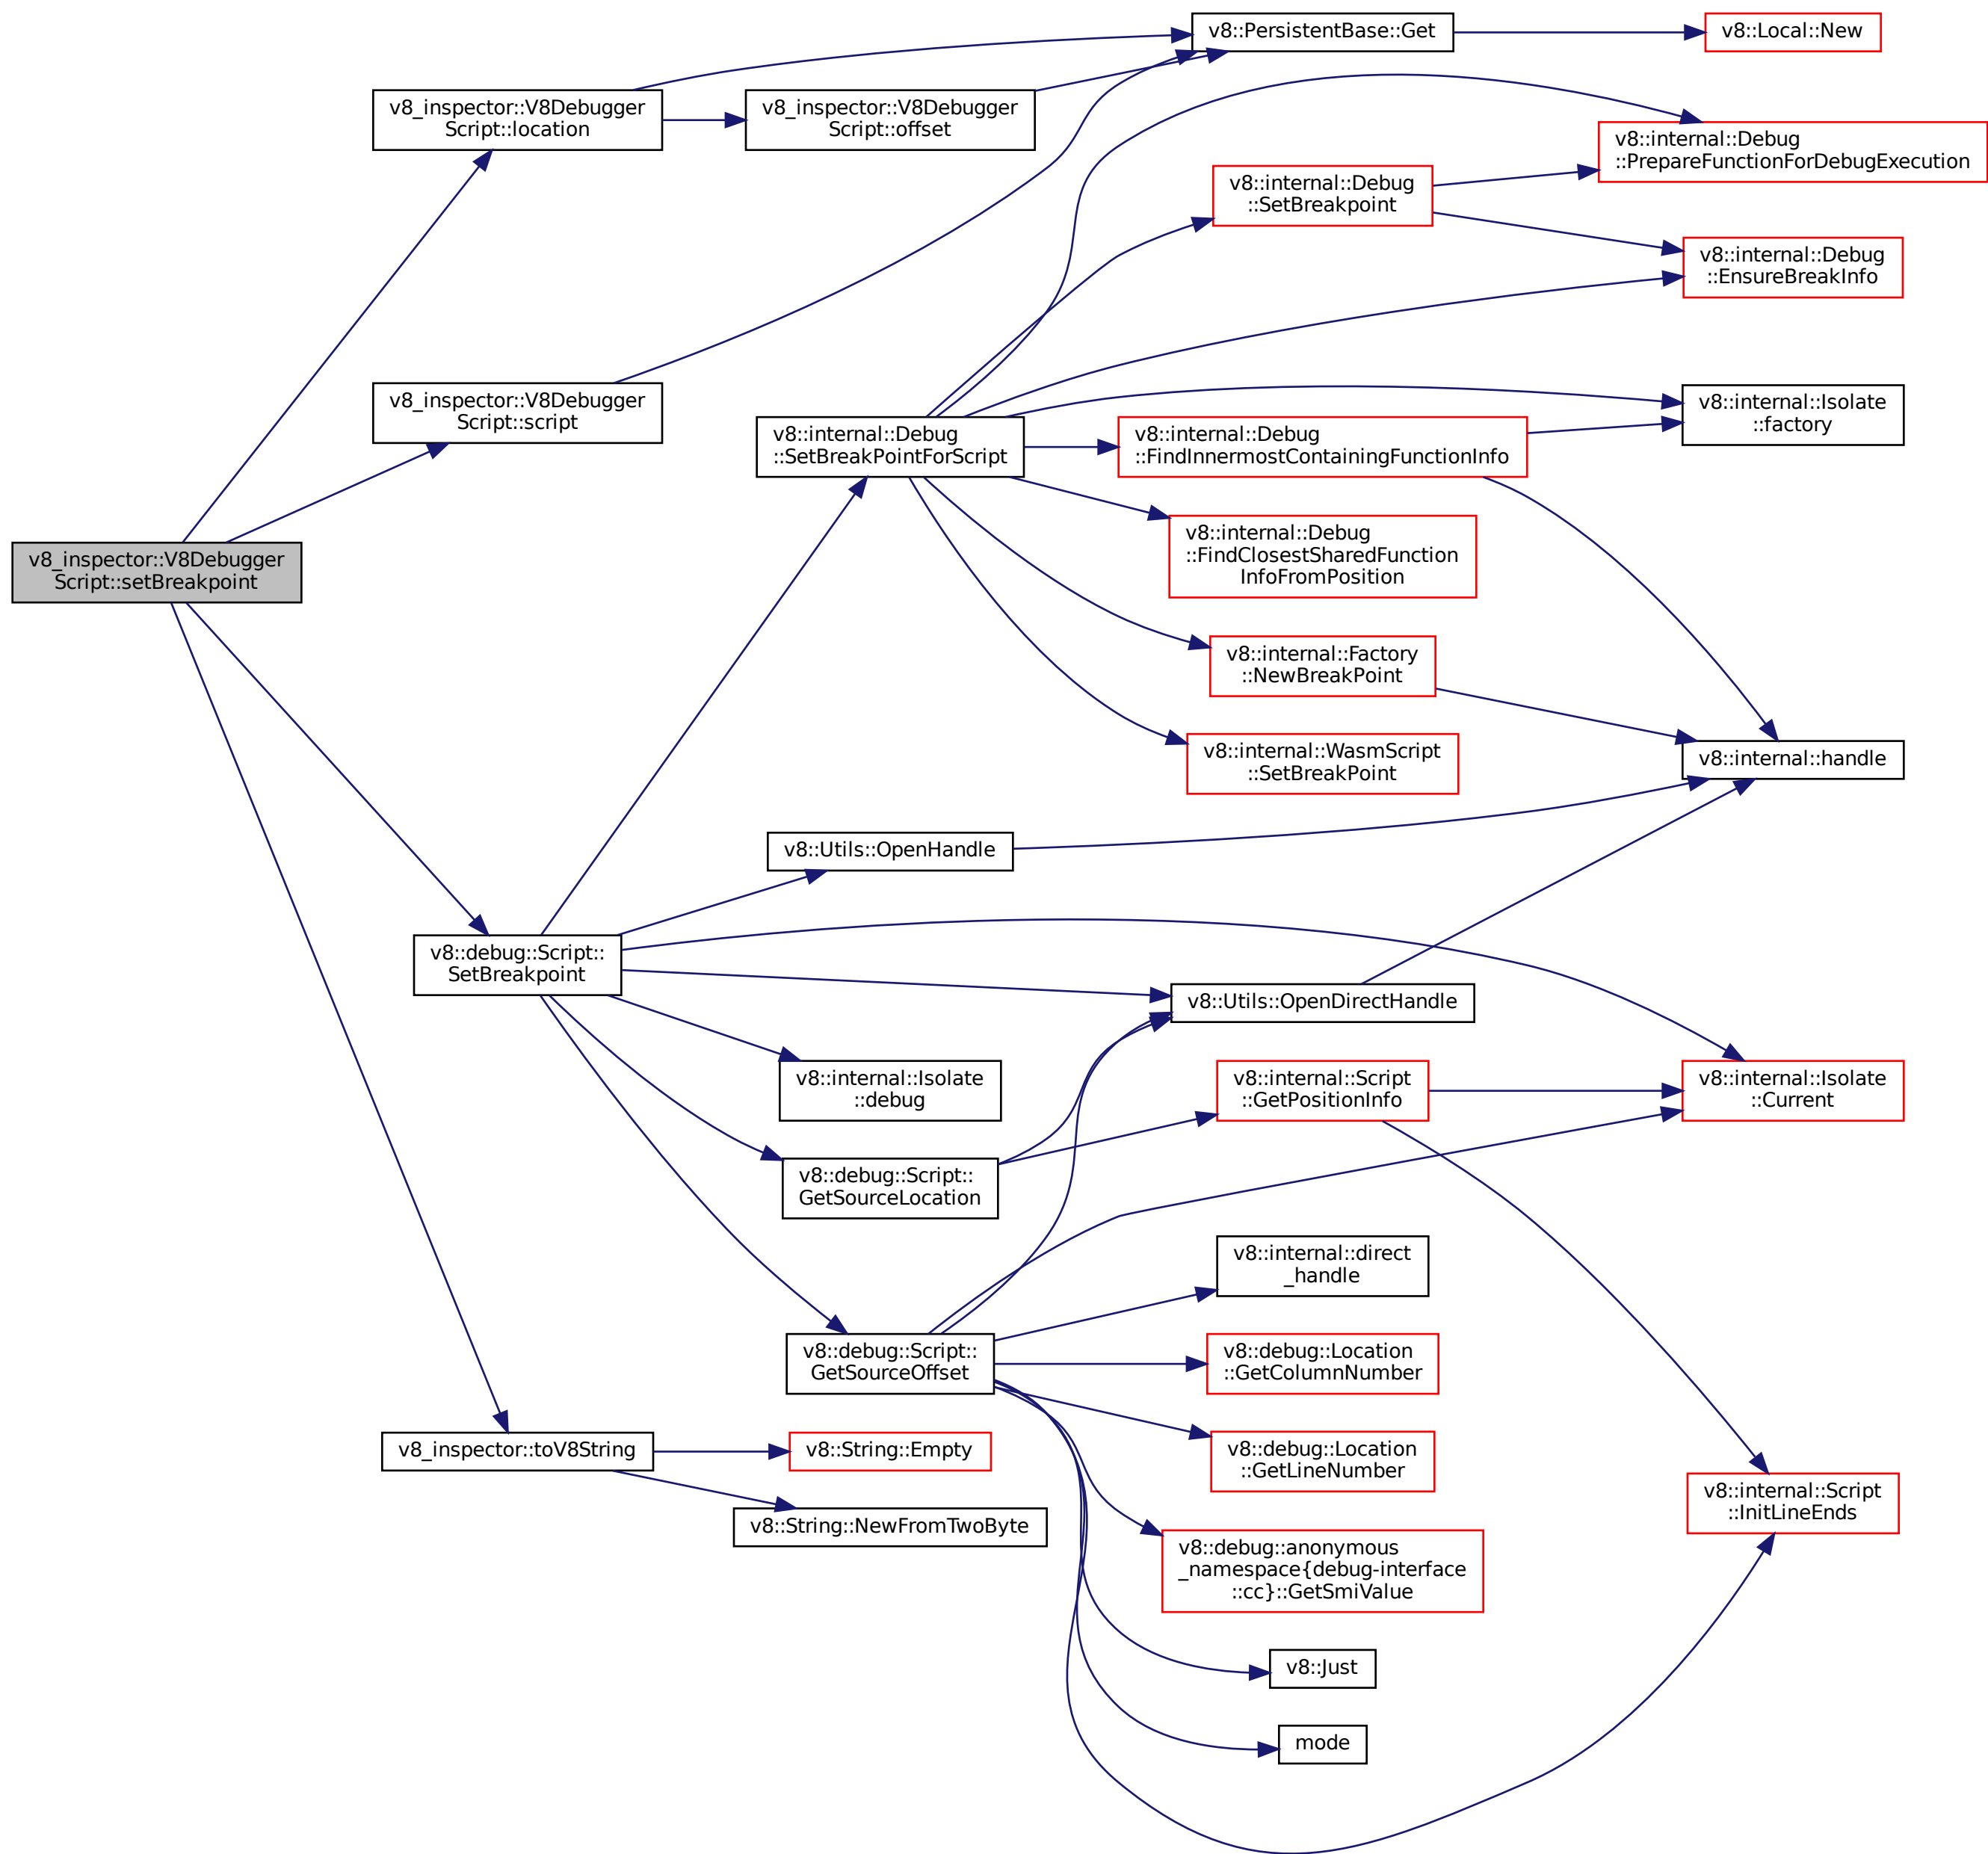 v8::PersistentBase::Get
v8::Local::New
v8_inspector::V8Debugger
Script::location
v8_inspector::V8Debugger
Script::offset
v8::internal::Debug
::PrepareFunctionForDebugExecution
v8::internal::Debug
::SetBreakpoint
v8::internal::Debug
::EnsureBreakInfo
v8_inspector::V8Debugger
Script::script
v8::internal::Isolate
::factory
v8::internal::Debug
::SetBreakPointForScript
v8::internal::Debug
::FindInnermostContainingFunctionInfo
v8_inspector::V8Debugger
Script::setBreakpoint
v8::internal::Debug
::FindClosestSharedFunction
InfoFromPosition
v8::internal::Factory
::NewBreakPoint
v8::internal::WasmScript
::SetBreakPoint
v8::internal::handle
v8::Utils::OpenHandle
v8::debug::Script::
SetBreakpoint
v8::Utils::OpenDirectHandle
v8::internal::Isolate
::debug
v8::internal::Script
::GetPositionInfo
v8::internal::Isolate
::Current
v8::debug::Script::
GetSourceLocation
v8::internal::direct
_handle
v8::debug::Script::
GetSourceOffset
v8::debug::Location
::GetColumnNumber
v8_inspector::toV8String
v8::String::Empty
v8::debug::Location
::GetLineNumber
v8::internal::Script
::InitLineEnds
v8::String::NewFromTwoByte
v8::debug::anonymous
_namespace{debug-interface
::cc}::GetSmiValue
v8::Just
mode